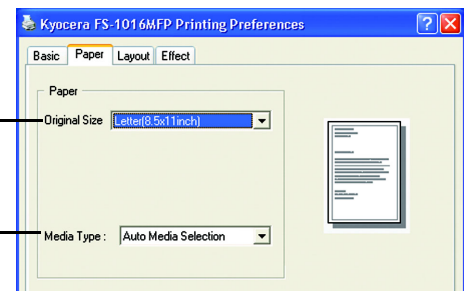 Kyocera FS-1016MFP Printing Preferences
Basic Paper Layout Effect
Paper
Original Size Letter(8.5x11inch)
Media Type : Auto Media Selection